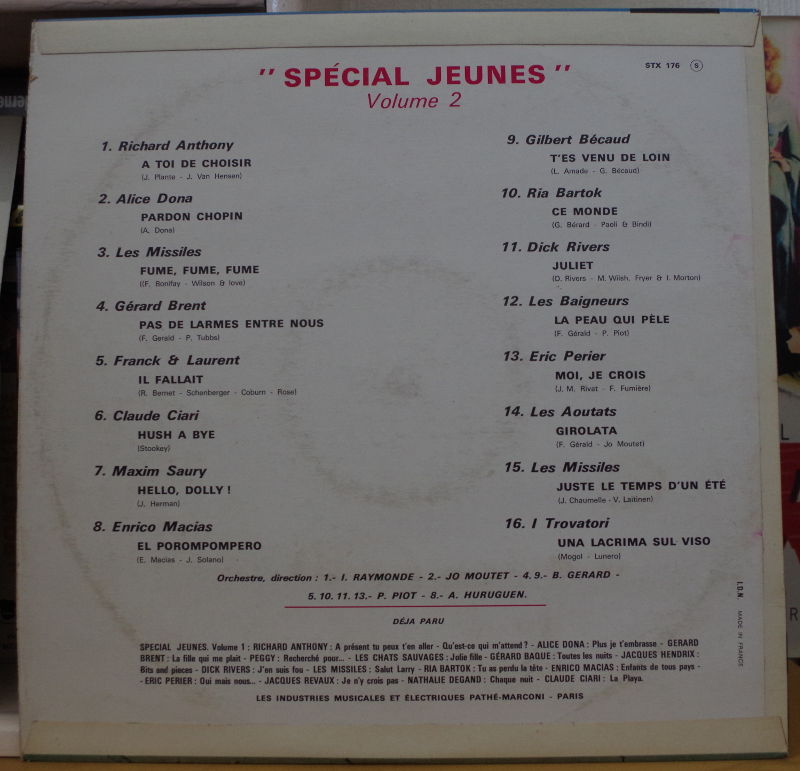 " SPÉCIAL JEUNES "
STX 176 S
Volume 2
1. Richard Anthony
A TOI DE CHOISIR
(J. Plante - J. Van Hensen)
2. Alice Dona
PARDON CHOPIN
(A. Dona)
3. Les Missiles
FUME, FUME, FUME
((F. Bonifay - Wilson & love)
4. Gérard Brent
PAS DE LARMES ENTRE NOUS
(F. Gerald - P. Tubbs)
5. Franck & Laurent
IL FALLAIT
(R. Bernet - Schenberger - Coburn - Rose)
6. Claude Ciari
HUSH A BYE
(Stookey)
7. Maxim Saury
HELLO, DOLLY !
(J. Herman)
8. Enrico Macias
EL POROMPOMPERO
(E. Macias - J. Solano)
9. Gilbert Bécaud
T'ES VENU DE LOIN
(L. Amade - G. Bécaud)
10. Ria Bartok
CE MONDE
(G. Bérard - Paoli & Bindi)
11. Dick Rivers
JULIET
(D. Rivers - M. Wilsh, Fryer & I. Morton)
12. Les Baigneurs
LA PEAU QUI PÈLE
(F. Gérald - P. Piot)
13. Eric Perier
MOI, JE CROIS
(J. M. Rivat - F. Fumière)
14. Les Aoutats
GIROLATA
(F. Gérald - Jo Moutet)
15. Les Missiles
JUSTE LE TEMPS D'UN ÉTÉ
(J. Chaumelle - V. Laitinen)
16. I Trovatori
UNA LACRIMA SUL VISO
(Mogol - Lunero)
Orchestre, direction : 1.- I. RAYMONDE - 2.- JO MOUTET - 4.9.- B. GERARD -
5.10.11.13.- P. PIOT - 8.- A. HURUGUEN.
DÉJA PARU
SPECIAL JEUNES. Volume 1 : RICHARD ANTHONY : A présent tu peux t'en aller - Qu'est-ce qui m'attend ? - ALICE DONA : Plus je t'embrasse - GERARD
BRENT : La fille qui me plait - PEGGY : Recherché pour... - LES CHATS SAUVAGES : Jolie fille - GÉRARD BAQUE : Toutes les nuits - JACQUES HENDRIX :
Bits and pieces - DICK RIVERS : J'en suis fou - LES MISSILES : Salut Larry - RIA BARTOK : Tu as perdu la tête - ENRICO MACIAS : Enfants de tous pays -
- ERIC PERIER : Oui mais nous... - JACQUES REVAUX : Je n'y crois pas - NATHALIE DEGAND : Chaque nuit - CLAUDE CIARI : La Playa.
LES INDUSTRIES MUSICALES ET ÉLECTRIQUES PATHÉ-MARCONI - PARIS
I.D.N. MADE IN FRANCE